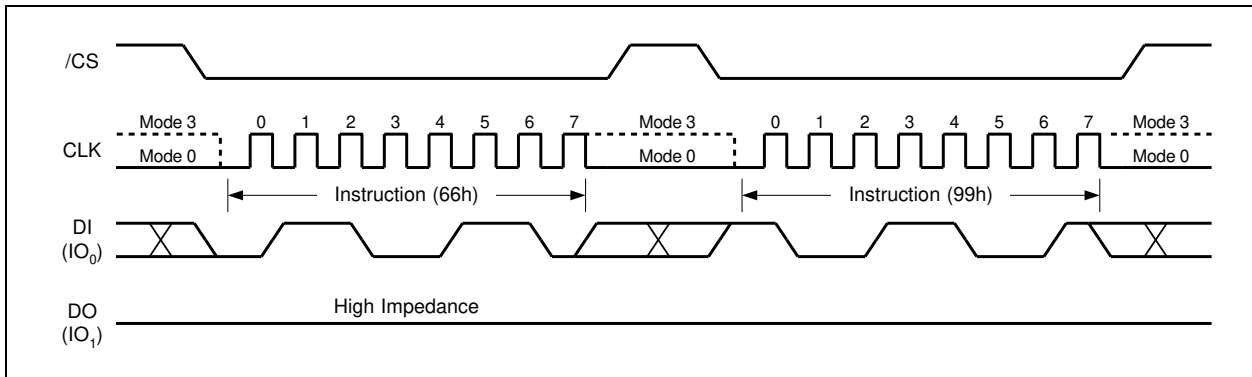 /CS
Mode 3 0 1 2 3 4 5 6 7 Mode 3 0 1 2 3 4 5 6 7 Mode 3
CLK
Mode 0 Mode 0 Mode 0
Instruction (66h) Instruction (99h)
DI
(IO0)
High Impedance
DO
(IO1)